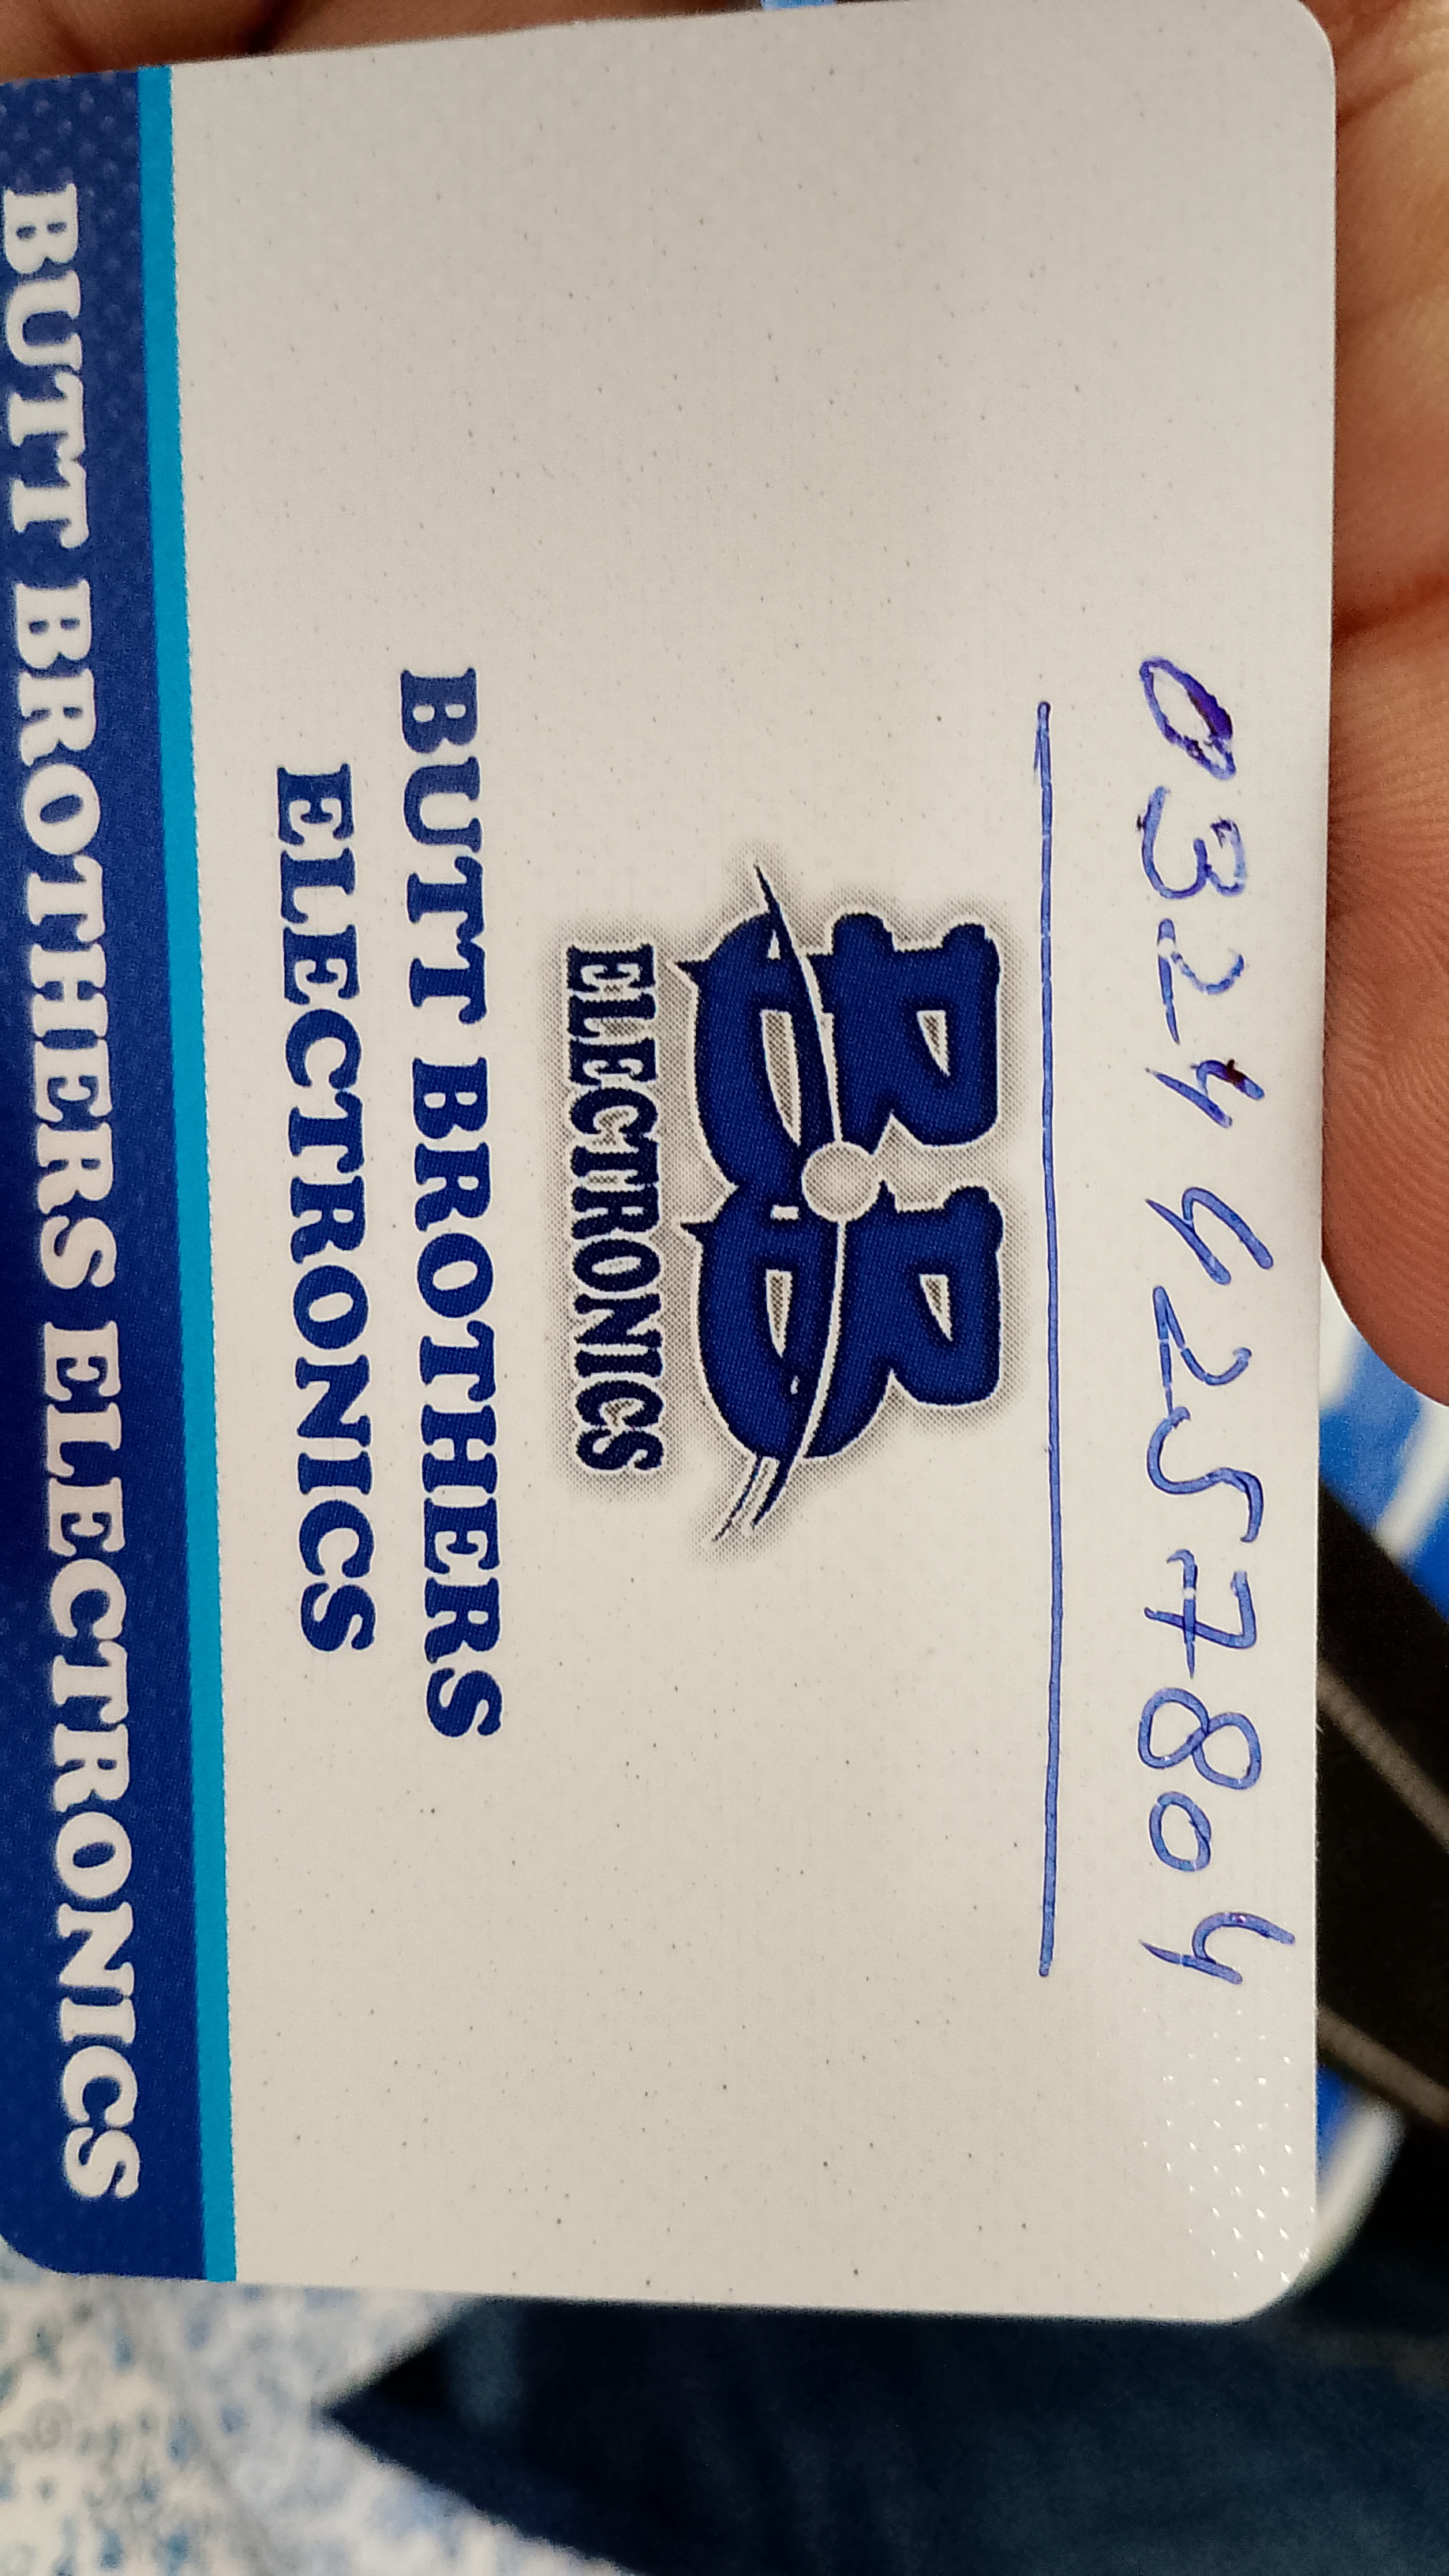 03244257804
BB
ELECTRONICS
BUTT BROTHERS
ELECTRONICS
BUTT BROTHERS ELECTRONICS